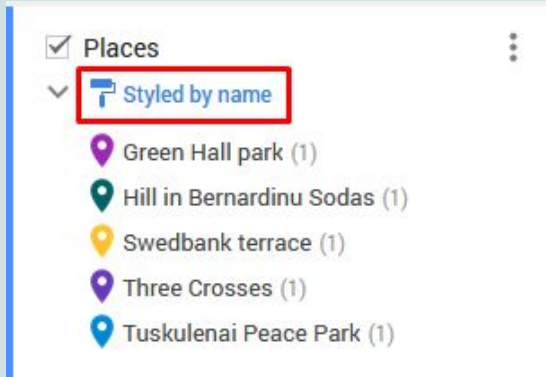 Places
Styled by name
Green Hall park (1)
Hill in Bernardinu Sodas (1)
Swedbank terrace (1)
Three Crosses (1)
Tuskulenai Peace Park (1)